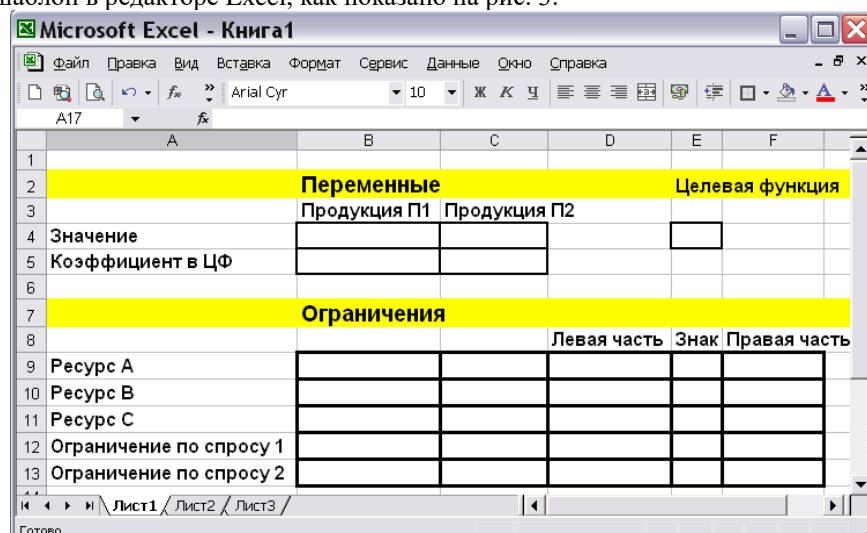 шаблон в редакторе Excel, как показано на рис. 3.
Microsoft Excel - Книга1
Файл Правка Вид Вставка Формат Сервис Данные Окно Справка
fx Arial Cyr 10 Ж К Ч
A17 fx
A B C D E F
1
2 Переменные Целевая функция
3 Продукция П1 Продукция П2
4 Значение
5 Коэффициент в ЦФ
6
7 Ограничения
8 Левая часть Знак Правая часть
9 Ресурс А
10 Ресурс В
11 Ресурс С
12 Ограничение по спросу 1
13 Ограничение по спросу 2
Лист1 Лист2 Лист3
Готово